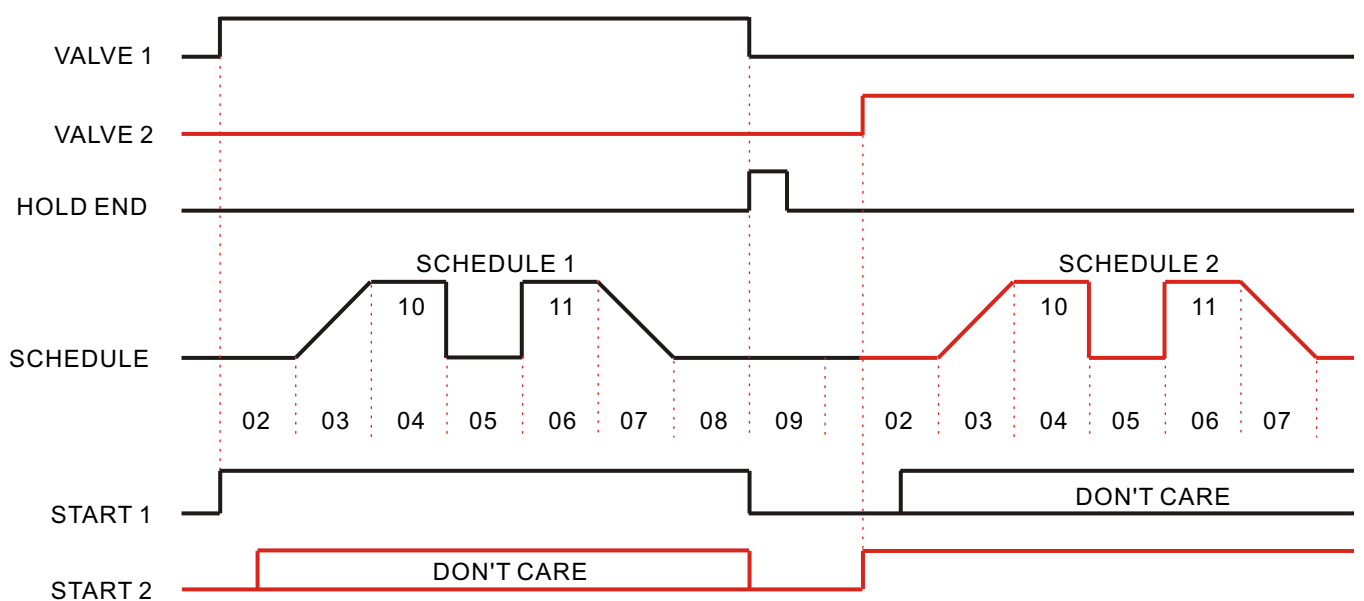 VALVE 1
VALVE 2
HOLD END
SCHEDULE 1 SCHEDULE 2
10 11 10 11
SCHEDULE
02 03 04 05 06 07 08 09 02 03 04 05 06 07
START 1 DON'T CARE
START 2 DON'T CARE